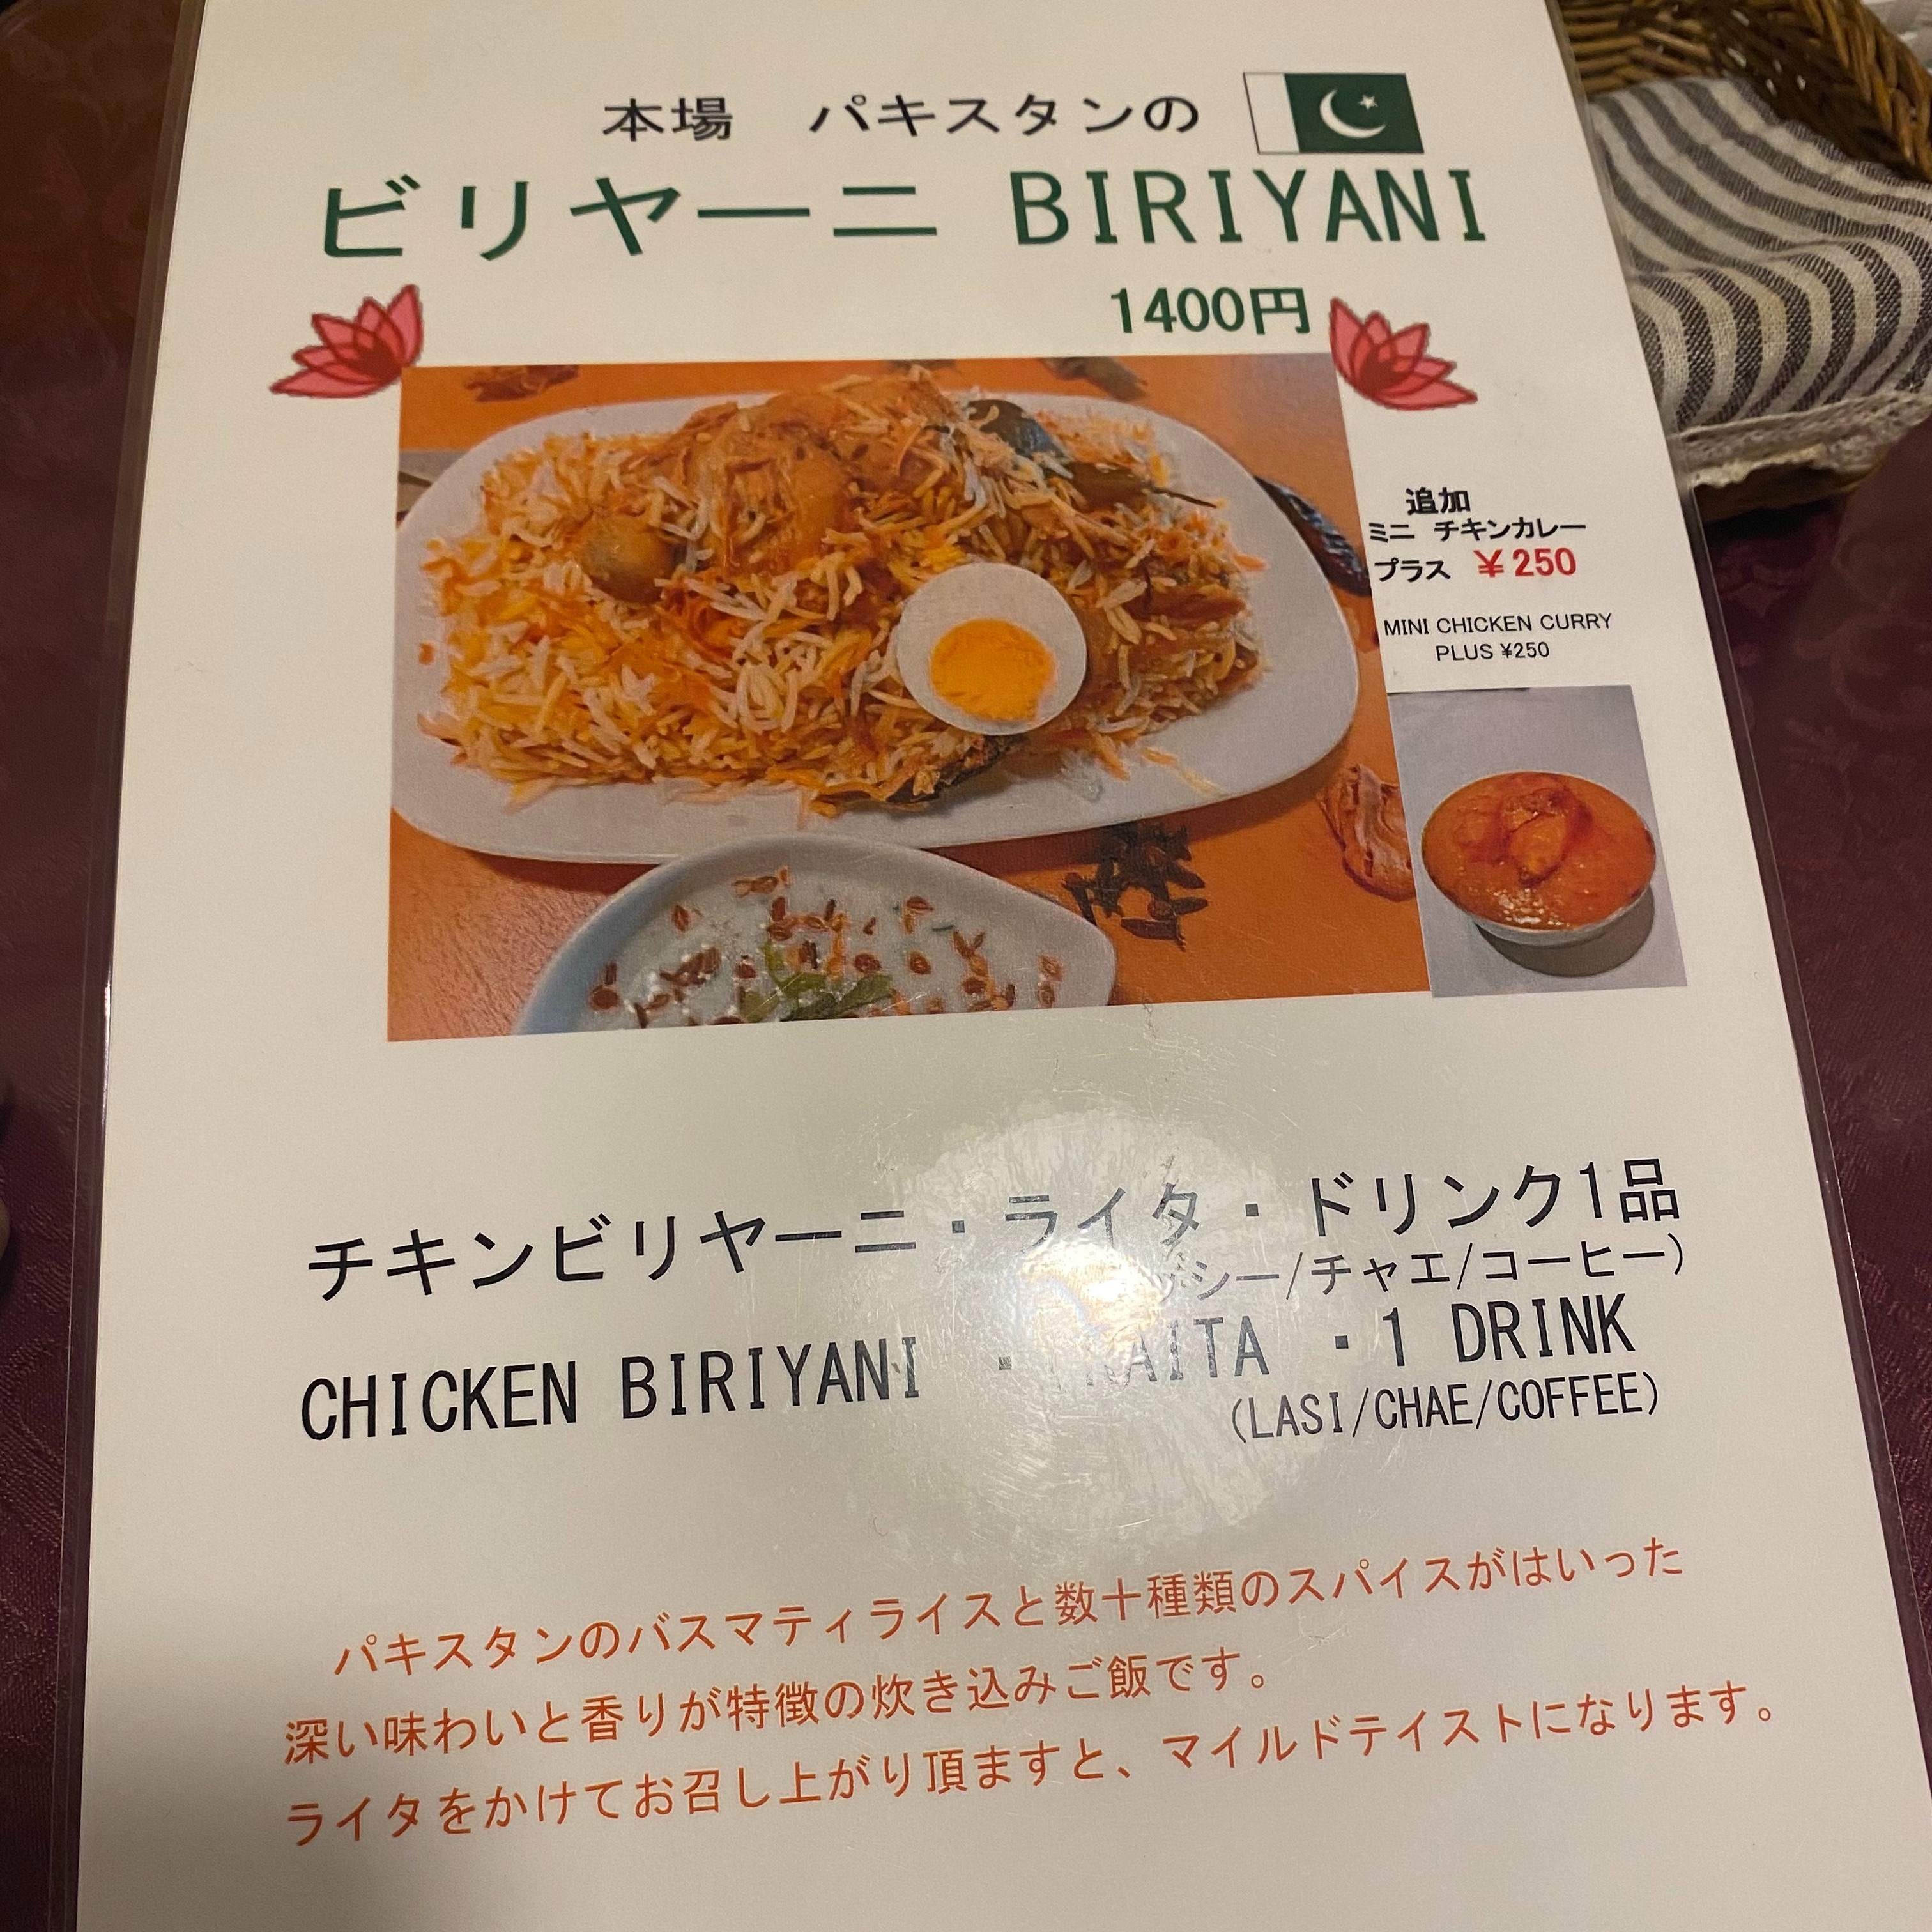 本場　パキスタンの
ビリヤーニ BIRIYANI
1400円
追加
ミニ チキンカレー
プラス ￥250
MINI CHICKEN CURRY
PLUS ¥250
チキンビリヤーニ・ライタ・ドリンク1品
シー/チャエ/コーヒー)
CHICKEN BIRIYANI ・ ・1 DRINK
(LASI/CHAE/COFFEE)
パキスタンのバスマティライスと数十種類のスパイスがはいった
深い味わいと香りが特徴の炊き込みご飯です。
ライタをかけてお召し上がり頂ますと、マイルドテイストになります。